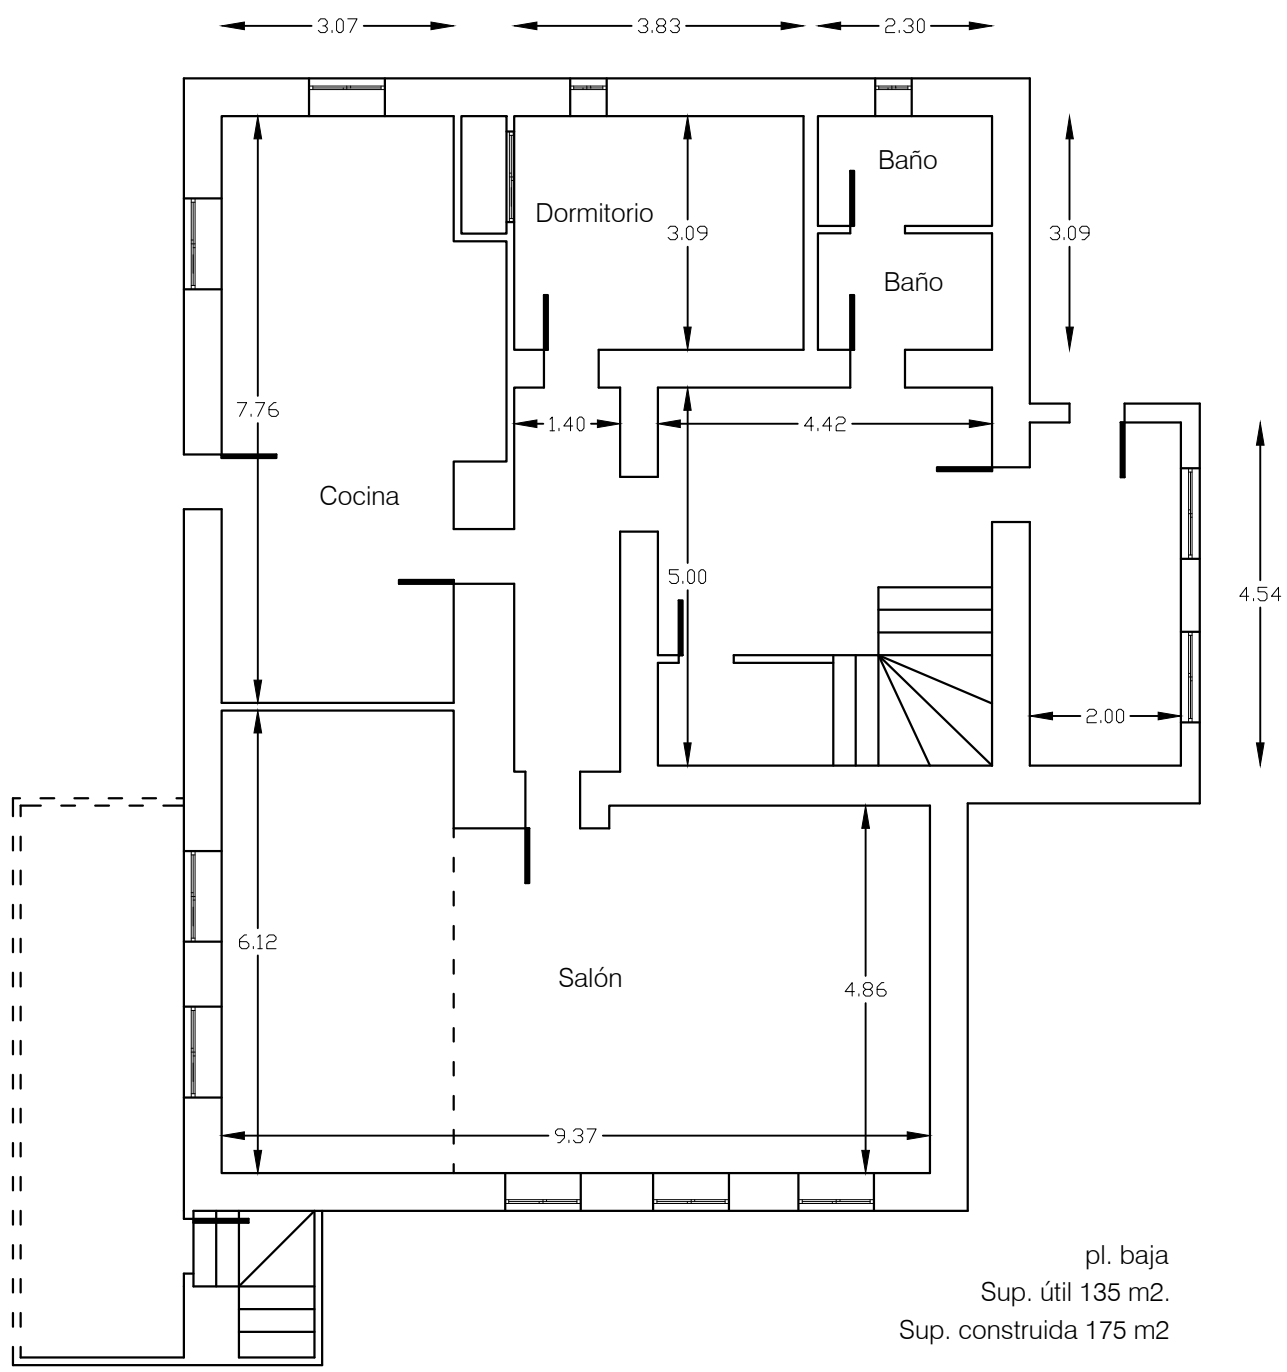 3.07
3.83
2.30
Baño
Dormitorio
3.09
3.09
Baño
7.76
1.40
4.42
Cocina
5.00
4.54
2.00
6.12
Salón
4.86
9.37
pl. baja
Sup. útil 135 m2.
Sup. construida 175 m2